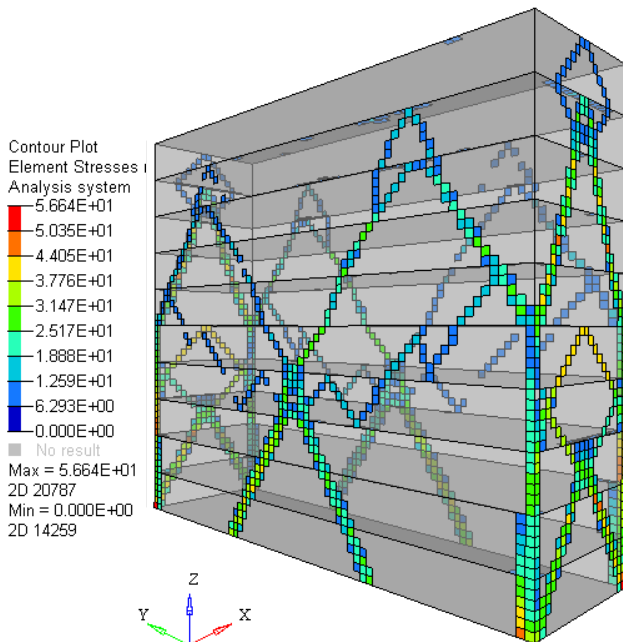 Contour Plot
Element Stresses
Analysis system
5.664E+01
5.035E+01
4.405E+01
3.776E+01
3.147E+01
2.517E+01
1.888E+01
1.259E+01
6.293E+00
0.000E+00
No result
Max = 5.664E+01
2D 20787
Min = 0.000E+00
2D 14259
Z
Y
X